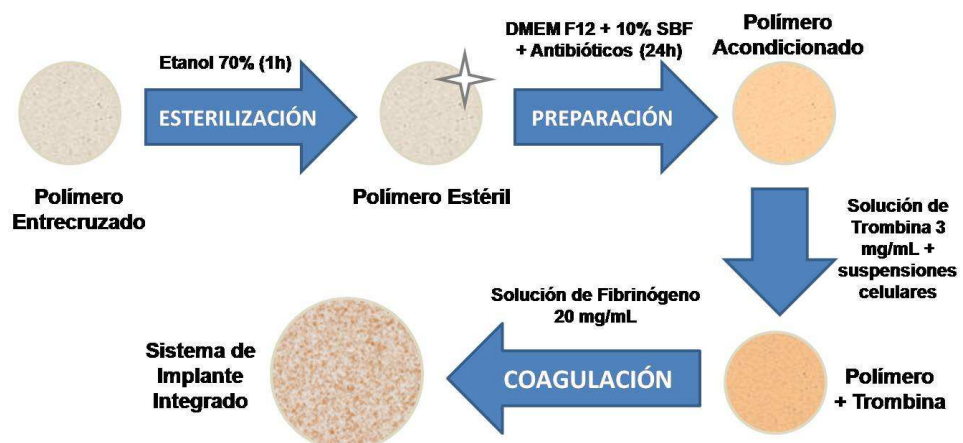 Etanol 70% (1h)
ESTERILIZACIÓN
Polímero
Entrecruzado
Polímero Estéril
DMEM F12 + 10% SBF
+ Antibióticos (24h)
PREPARACIÓN
Polímero
Acondicionado
Solución de
Trombina 3
mg/mL +
suspensiones
celulares
Polímero
+ Trombina
Solución de Fibrinógeno
20 mg/mL
COAGULACIÓN
Sistema de
Implante
Integrado